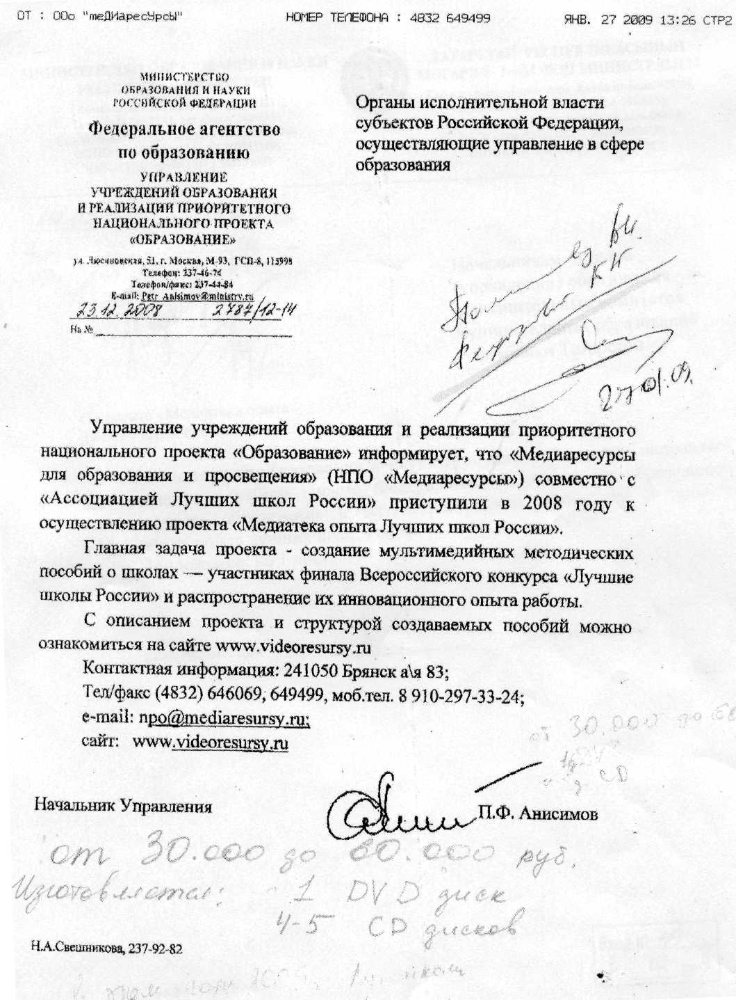 ОТ : ООо "меДИаресУрсЫ" НОМЕР ТЕЛЕФОНА : 4832 649499 ЯНВ. 27 2009 13:26 СТР2
МИНИСТЕРСТВО
ОБРАЗОВАНИЯ И НАУКИ
РОССИЙСКОЙ ФЕДЕРАЦИИ
Федеральное агентство
по образованию
УПРАВЛЕНИЕ
УЧРЕЖДЕНИЙ ОБРАЗОВАНИЯ
И РЕАЛИЗАЦИИ ПРИОРИТЕТНОГО
НАЦИОНАЛЬНОГО ПРОЕКТА
«ОБРАЗОВАНИЕ»
ул. Люсиновская, 51, г. Москва, М-93, ГСП-8, 115998
Телефон: 237-46-74
Телефон/факс: 237-44-84
E-mail: Petr_Anisimov@ministry.ru
23.12.2008 2787/12-14
На №
Органы исполнительной власти
субъектов Российской Федерации,
осуществляющие управление в сфере
образования
27.01.09.
Управление учреждений образования и реализации приоритетного
национального проекта «Образование» информирует, что «Медиаресурсы
для образования и просвещения» (НПО «Медиаресурсы») совместно с
«Ассоциацией Лучших школ России» приступили в 2008 году к
осуществлению проекта «Медиатека опыта Лучших школ России».
Главная задача проекта - создание мультимедийных методических
пособий о школах — участниках финала Всероссийского конкурса «Лучшие
школы России» и распространение их инновационного опыта работы.
С описанием проекта и структурой создаваемых пособий можно
ознакомиться на сайте www.videoresursy.ru
Контактная информация: 241050 Брянск а\я 83;
Тел/факс (4832) 646069, 649499, моб.тел. 8 910-297-33-24;
e-mail: npo@mediaresursy.ru;
сайт: www.videoresursy.ru
от 30.000 до 60
CD
Начальник Управления П.Ф. Анисимов
от 30.000 до 60.000 руб.
Изготовляется: 1 DVD диск
4-5 CD дисков
Н.А.Свешникова, 237-92-82